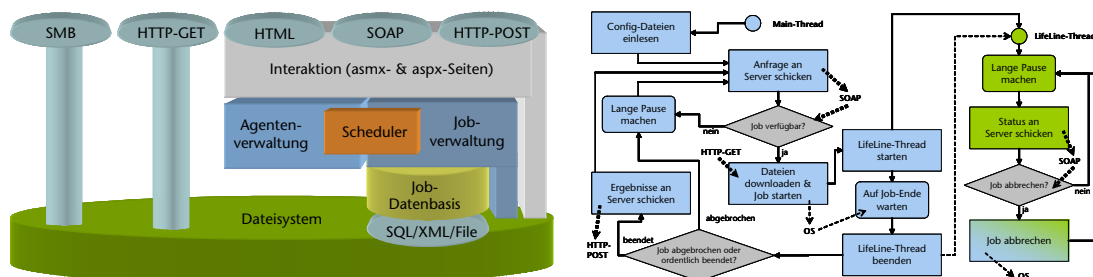 SMB
HTTP-GET
HTML
SOAP
HTTP-POST
Interaktion (asmx- & aspx-Seiten)
Agenten-
verwaltung
Scheduler
Job-
verwaltung
Job-
Datenbasis
Dateisystem
SQL/XML/File
Config-Dateien
einlesen
Main-Thread
Anfrage an
Server schicken
SOAP
Lange Pause
machen
nein
Job verfügbar?
ja
HTTP-GET
Dateien
downloaden &
Job starten
LifeLine-Thread
starten
Auf Job-Ende
warten
OS
LifeLine-Thread
beenden
Ergebnisse an
Server schicken
HTTP-
POST
beendet
abgebrochen
Job abgebrochen oder
ordentlich beendet?
LifeLine-Thread
Lange Pause
machen
Status an
Server schicken
SOAP
Job abbrechen?
nein
ja
Job abbrechen
OS